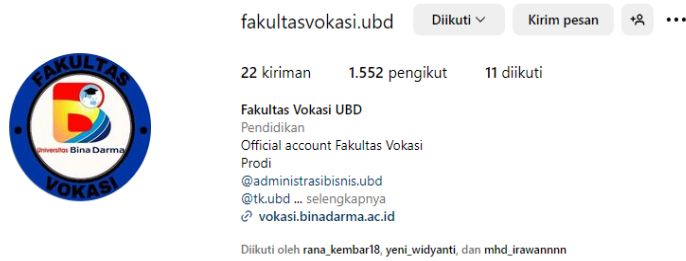 fakultasvokasi.ubd Diikuti Kirim pesan
22 kiriman 1.552 pengikut 11 diikuti
FAKULTAS
Universitas Bina Darma
VOKASI
Fakultas Vokasi UBD
Pendidikan
Official account Fakultas Vokasi
Prodi
@administrasibisnis.ubd
@tk.ubd ... selengkapnya
vokasi.binadarma.ac.id
Diikuti oleh rana_kembar18, yeni_widyanti, dan mhd_irawannnn